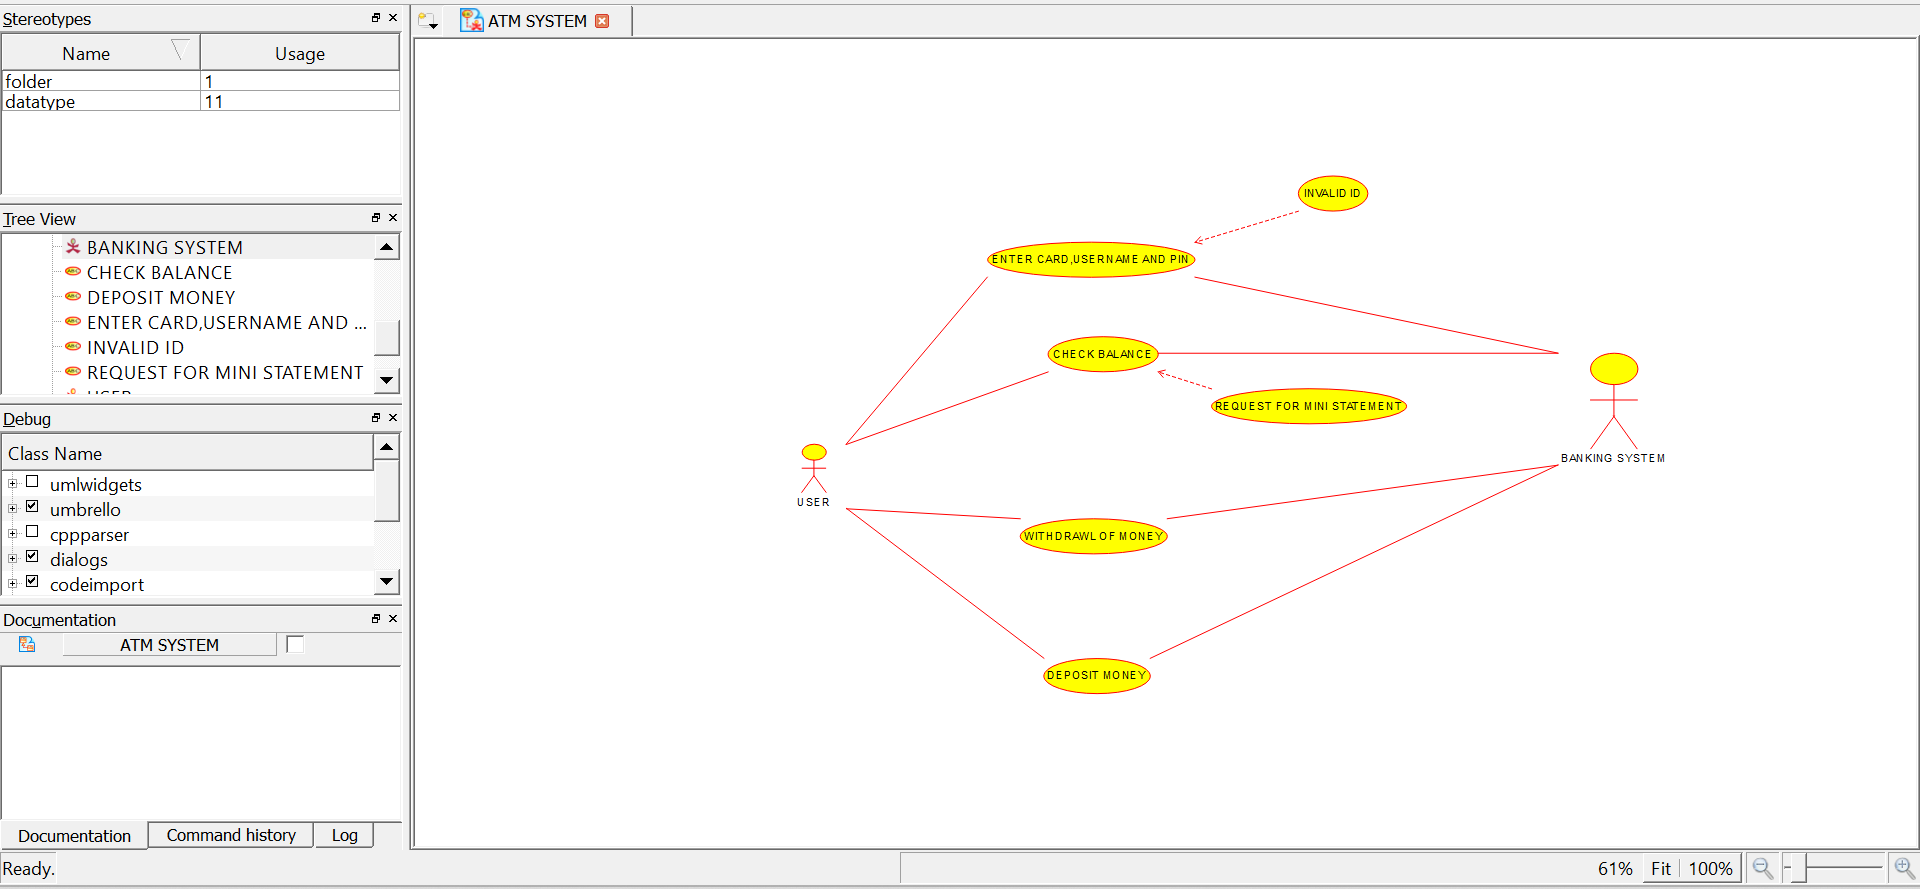 Stereotypes
Name Usage
folder 1
datatype 11
Tree View
BANKING SYSTEM
CHECK BALANCE
DEPOSIT MONEY
ENTER CARD,USERNAME AND ...
INVALID ID
REQUEST FOR MINI STATEMENT
USER
Debug
Class Name
umlwidgets
umbrello
cppparser
dialogs
codeimport
Documentation
ATM SYSTEM
Documentation Command history Log
Ready.
ATM SYSTEM
INVALID ID
ENTER CARD,USERNAME AND PIN
CHECK BALANCE
REQUEST FOR MINI STATEMENT
USER
BANKING SYSTEM
WITHDRAWL OF MONEY
DEPOSIT MONEY
61% Fit 100%